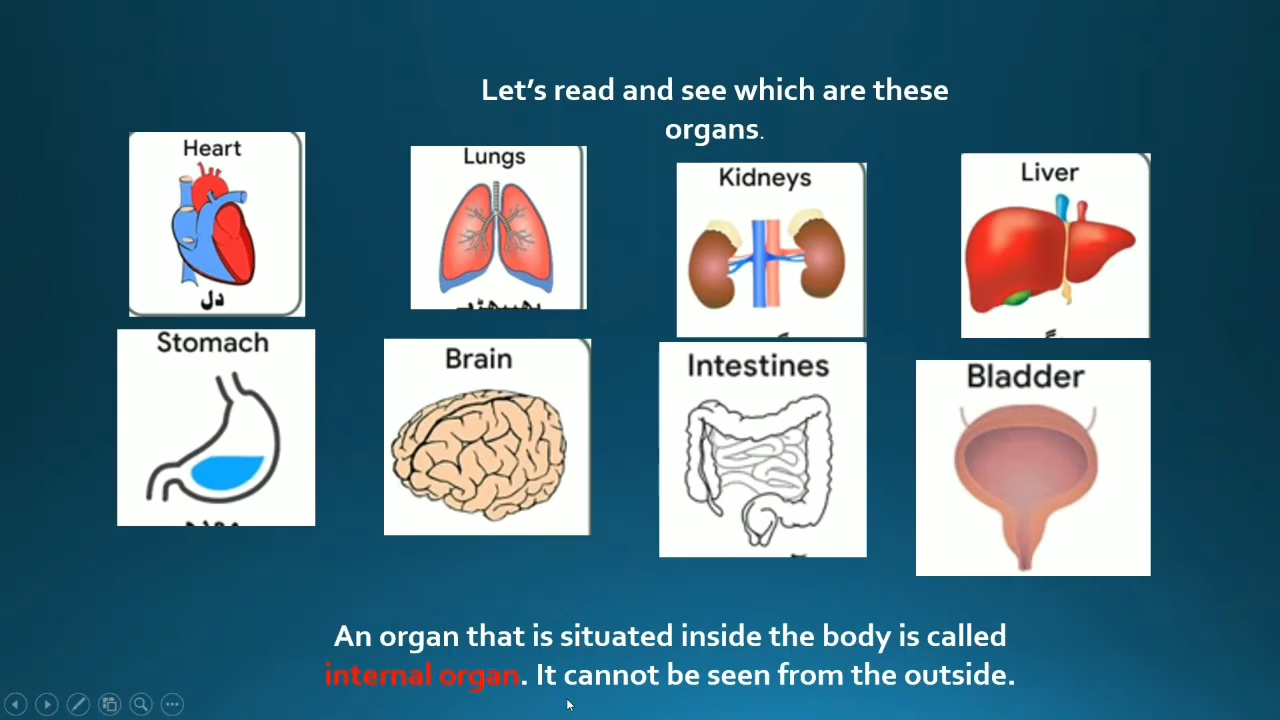 Let's read and see which are these
organs.
Heart
دل
Lungs
Kidneys
Liver
Stomach
Brain
Intestines
Bladder
An organ that is situated inside the body is called
internal organ. It cannot be seen from the outside.